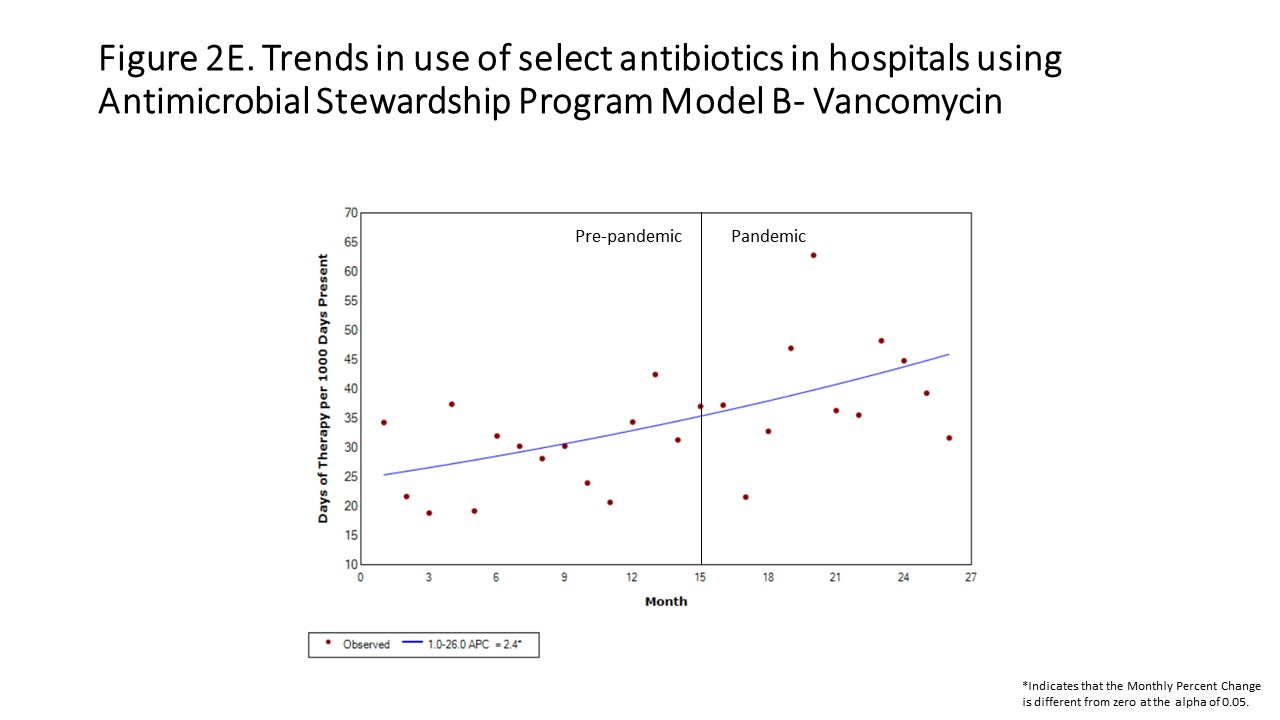 Figure 2E. Trends in use of select antibiotics in hospitals using
Antimicrobial Stewardship Program Model B- Vancomycin
Days of Therapy per 1000 Days Present
70
65
60
55
50
45
40
35
30
25
20
15
10
Pre-pandemic
Pandemic
0 3 6 9 12 15 18 21 24 27
Month
Observed 1.0-26.0 APC = 2.4*
*Indicates that the Monthly Percent Change
is different from zero at the alpha of 0.05.